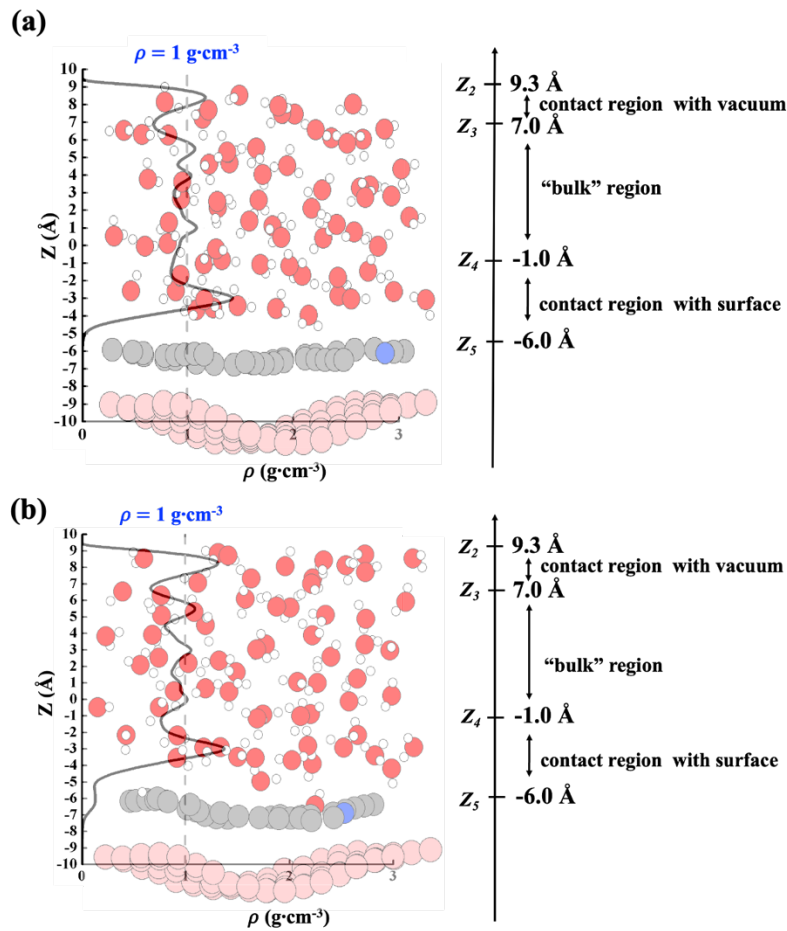 (a)
ρ = 1 g·cm-3
10
9
8
7
6
5
4
3
2
1
0
-1
-2
-3
-4
-5
-6
-7
-8
-9
-10
Z (Å)
0
1
2
3
ρ (g·cm-3)
Z2 9.3 Å
contact region with vacuum
Z3 7.0 Å
“bulk” region
Z4 -1.0 Å
contact region with surface
Z5 -6.0 Å
(b)
ρ = 1 g·cm-3
10
9
8
7
6
5
4
3
2
1
0
-1
-2
-3
-4
-5
-6
-7
-8
-9
-10
Z (Å)
0
1
2
3
ρ (g·cm-3)
Z2 9.3 Å
contact region with vacuum
Z3 7.0 Å
“bulk” region
Z4 -1.0 Å
contact region with surface
Z5 -6.0 Å